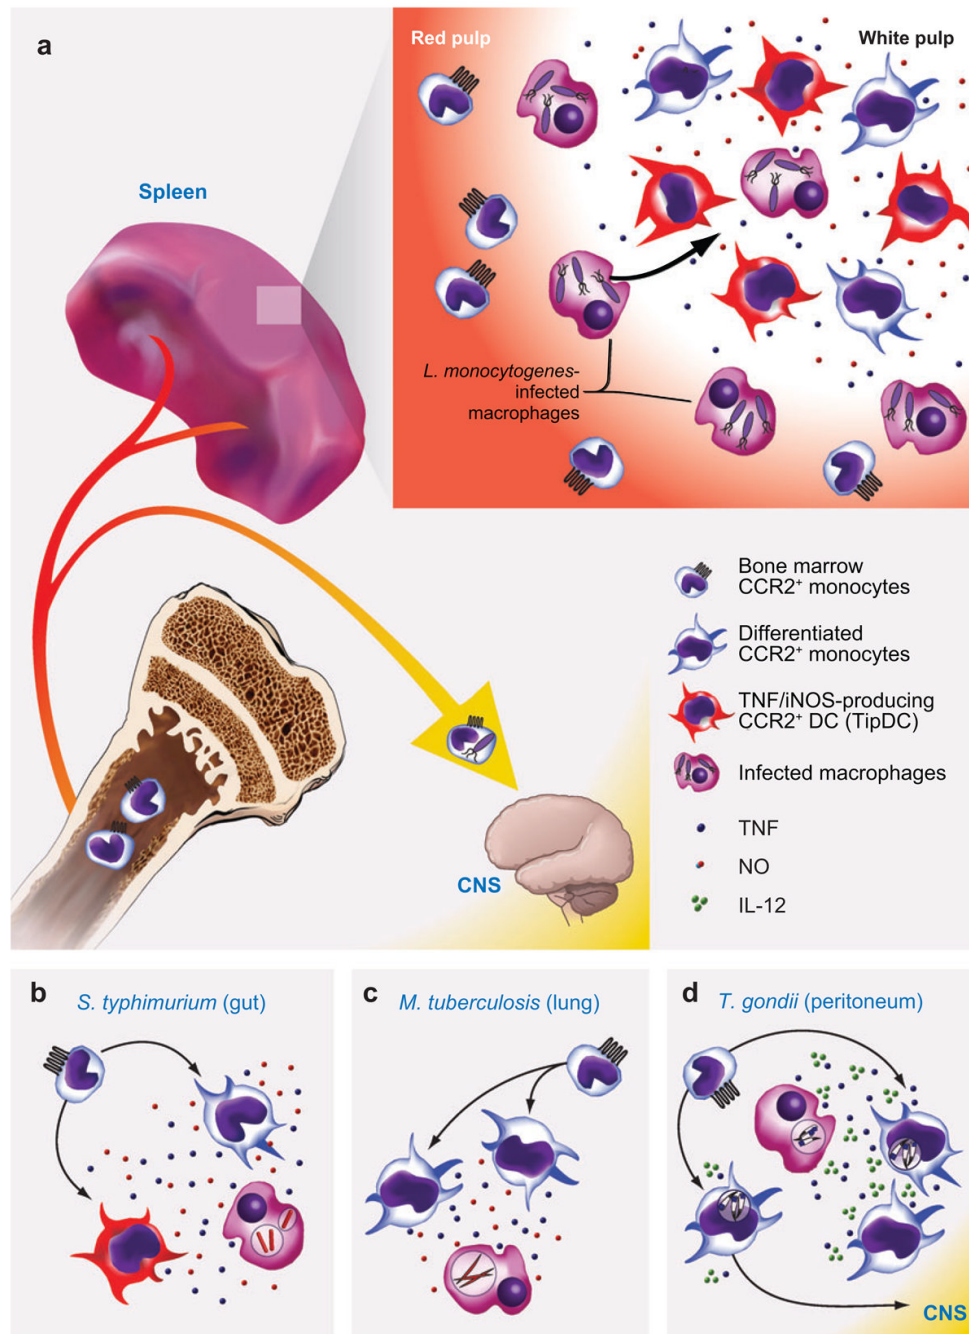 a
Red pulp
White pulp
Spleen
L. monocytogenes-
infected
macrophages
Bone marrow
CCR2⁺ monocytes
Differentiated
CCR2⁺ monocytes
TNF/iNOS-producing
CCR2⁺ DC (TipDC)
Infected macrophages
TNF
NO
IL-12
CNS
b
S. typhimurium (gut)
c
M. tuberculosis (lung)
d
T. gondii (peritoneum)
CNS